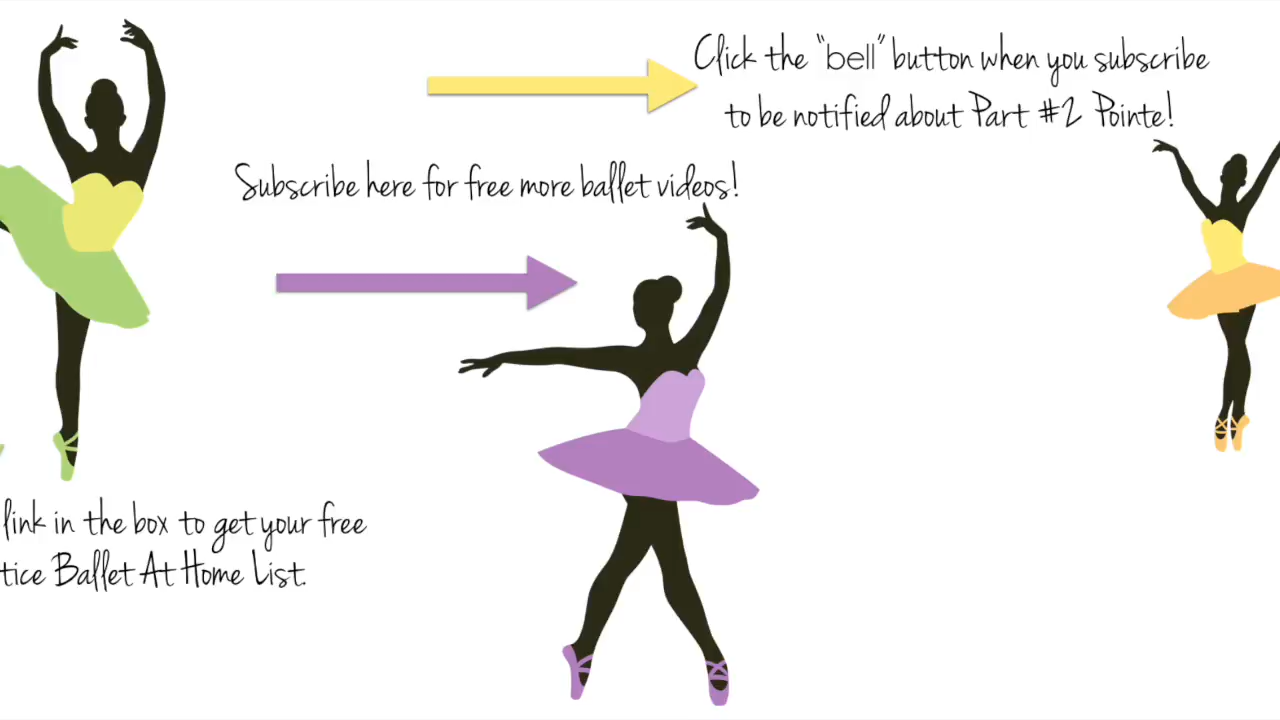 Click the "bell" button when you subscribe
to be notified about Part #2 Pointe!
Subscribe here for free more ballet videos!
link in the box to get your free
tice Ballet At Home List.